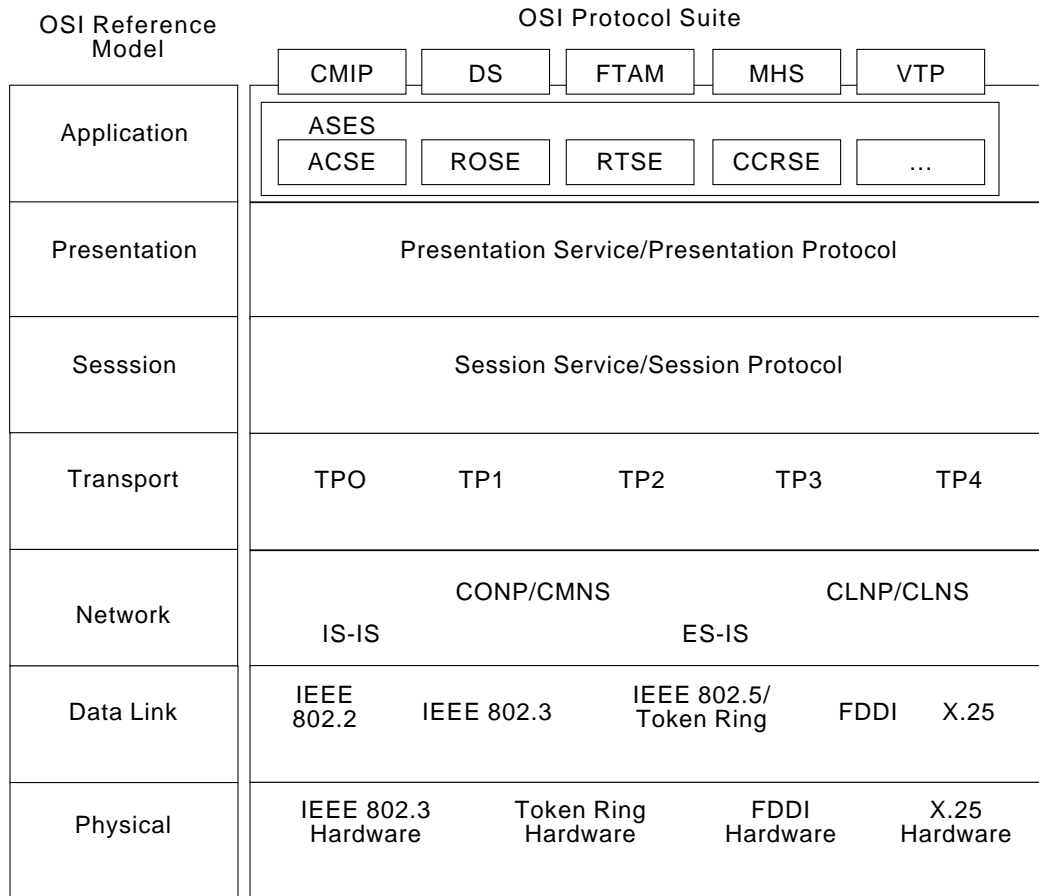 OSI Reference
Model
OSI Protocol Suite
CMIP DS FTAM MHS VTP
Application
ASES
ACSE ROSE RTSE CCRSE ...
Presentation
Presentation Service/Presentation Protocol
Sesssion
Session Service/Session Protocol
Transport
TPO TP1 TP2 TP3 TP4
Network
CONP/CMNS CLNP/CLNS
IS-IS ES-IS
Data Link
IEEE
802.2
IEEE 802.3
IEEE 802.5/
Token Ring
FDDI
X.25
Physical
IEEE 802.3
Hardware
Token Ring
Hardware
FDDI
Hardware
X.25
Hardware